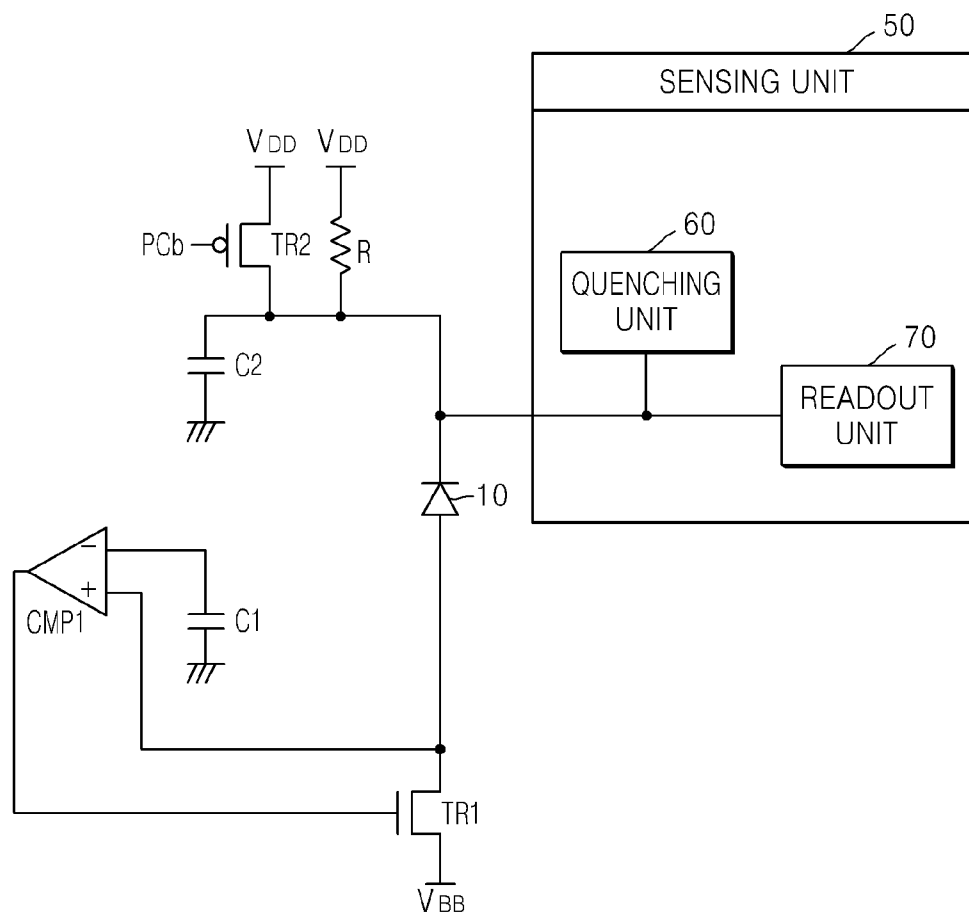 50
SENSING UNIT
VDD VDD
PCb TR2 R
60
QUENCHING
UNIT
C2
70
READOUT
UNIT
10
−
+
CMP1 C1
TR1
VBB